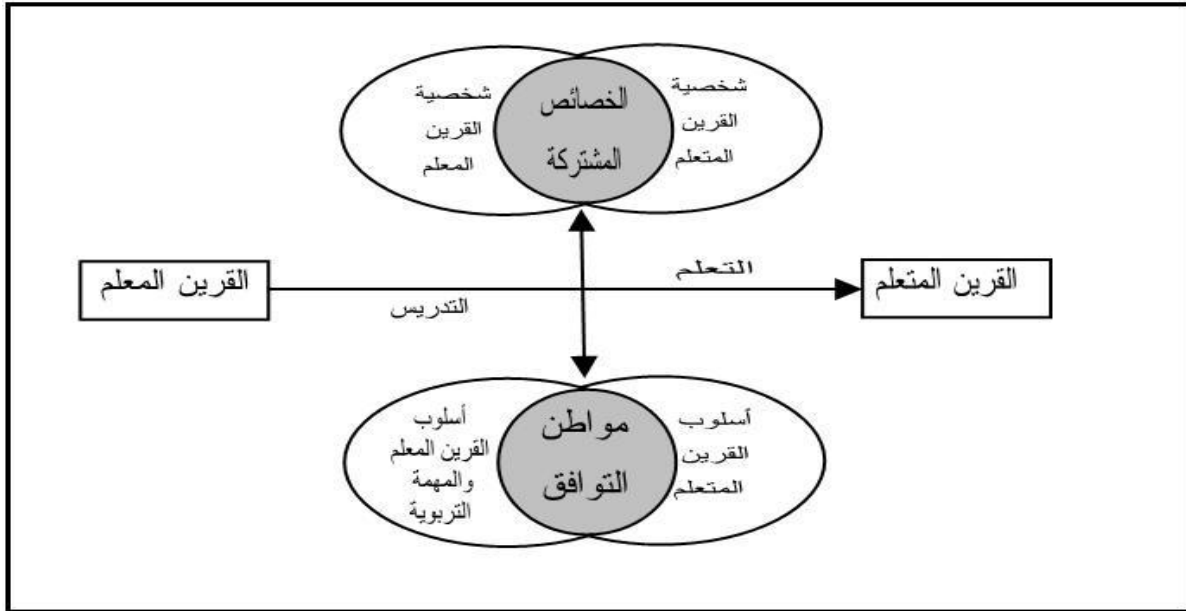 شخصية
القرين
المتعلم
الخصائص
المشتركة
شخصية
القرين
المعلم
القرين المتعلم
التعلم
التدريس
القرين المعلم
أسلوب
القرين
المتعلم
مواطن
التوافق
أسلوب
القرين المعلم
والمهمة
التربوية